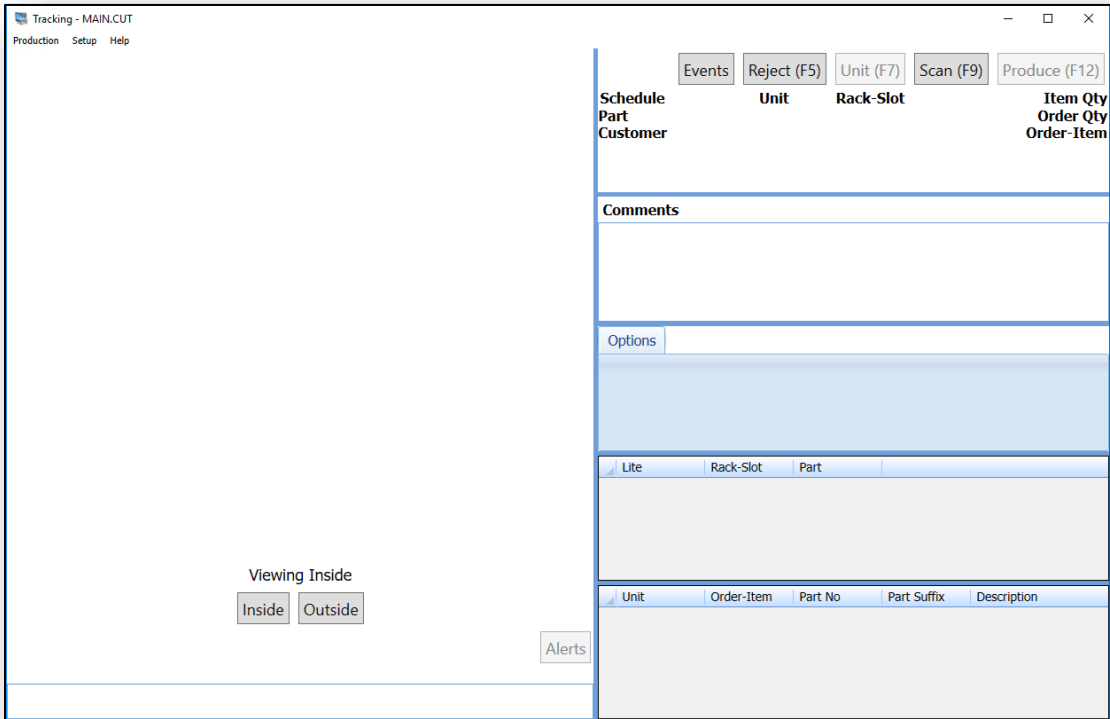 Tracking - MAIN.CUT
Production Setup Help
Events Reject (F5) Unit (F7) Scan (F9) Produce (F12)
Schedule Unit Rack-Slot Item Qty
Part Order Qty
Customer Order-Item
Comments
Options
Lite Rack-Slot Part
Viewing Inside
Inside Outside
Alerts
Unit Order-Item Part No Part Suffix Description